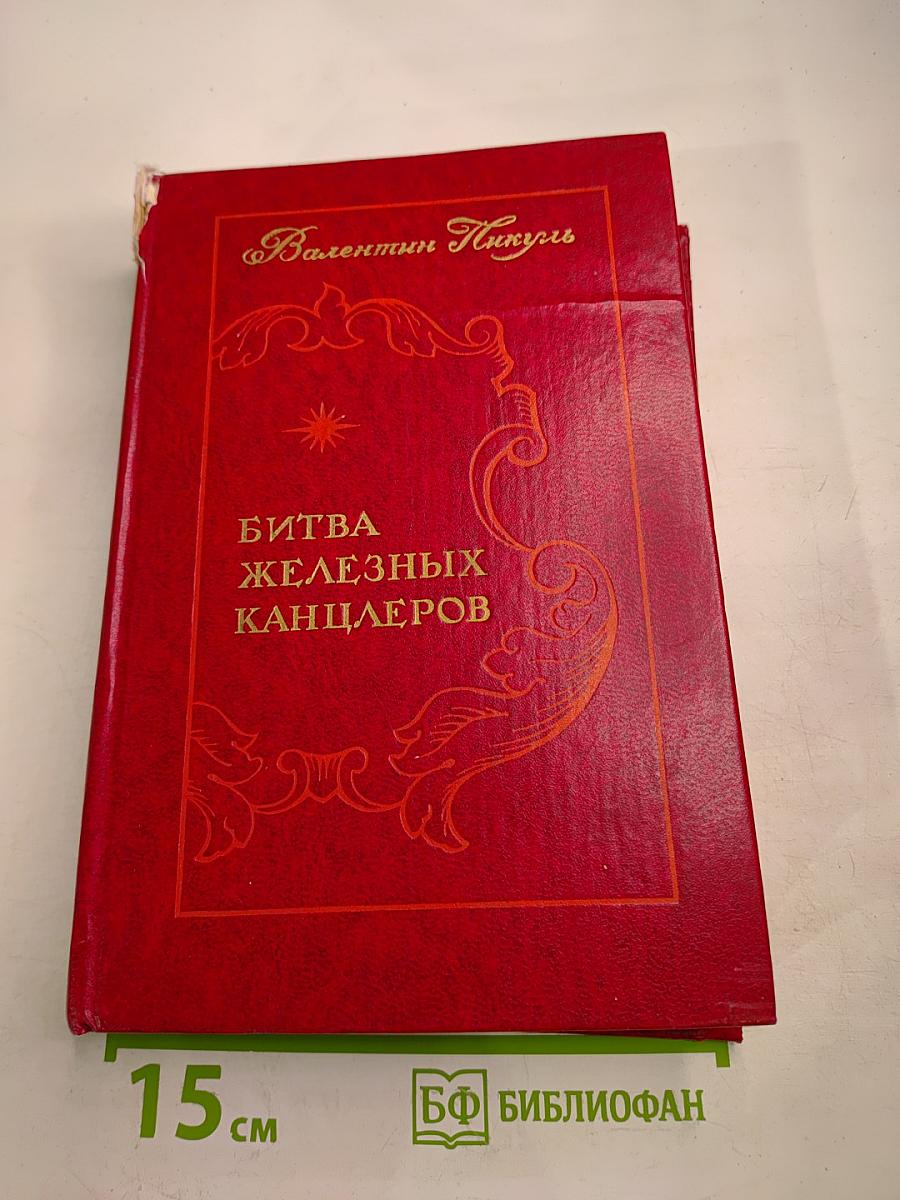 Валентин Пикуль
БИТВА
ЖЕЛЕЗНЫХ
КАНЦЛЕРОВ
15 см
БФ БИБЛИОФАН